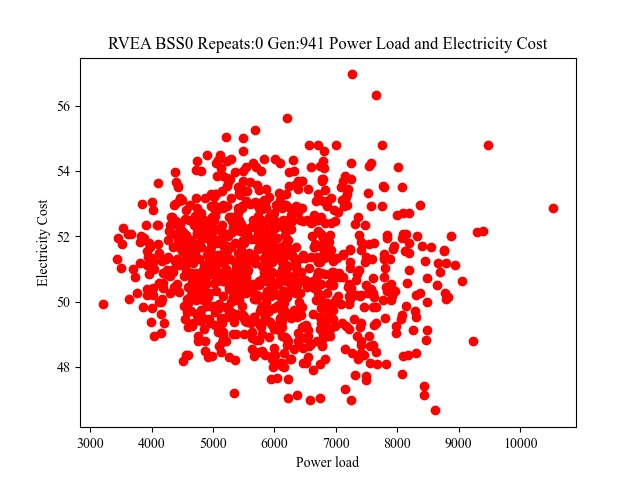 RVEA BSS0 Repeats:0 Gen:941 Power Load and Electricity Cost
56
54
52
50
48
Electricity Cost
3000 4000 5000 6000 7000 8000 9000 10000
Power load